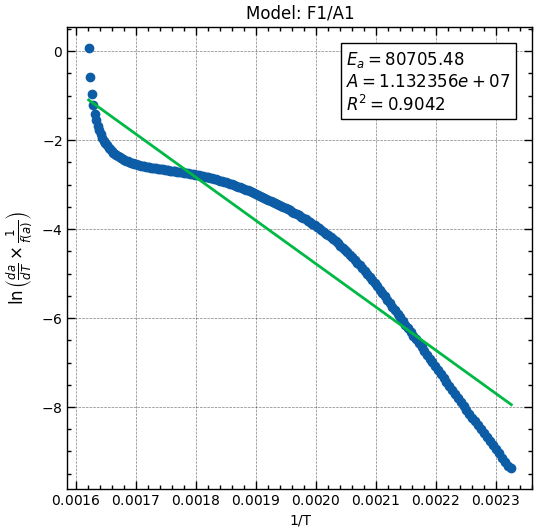 Model: F1/A1
E_a = 80705.48
A = 1.132356e + 07
R^2 = 0.9042
0
−2
−4
−6
−8
ln(da/dT × 1/f(a))
0.0016 0.0017 0.0018 0.0019 0.0020 0.0021 0.0022 0.0023
1/T